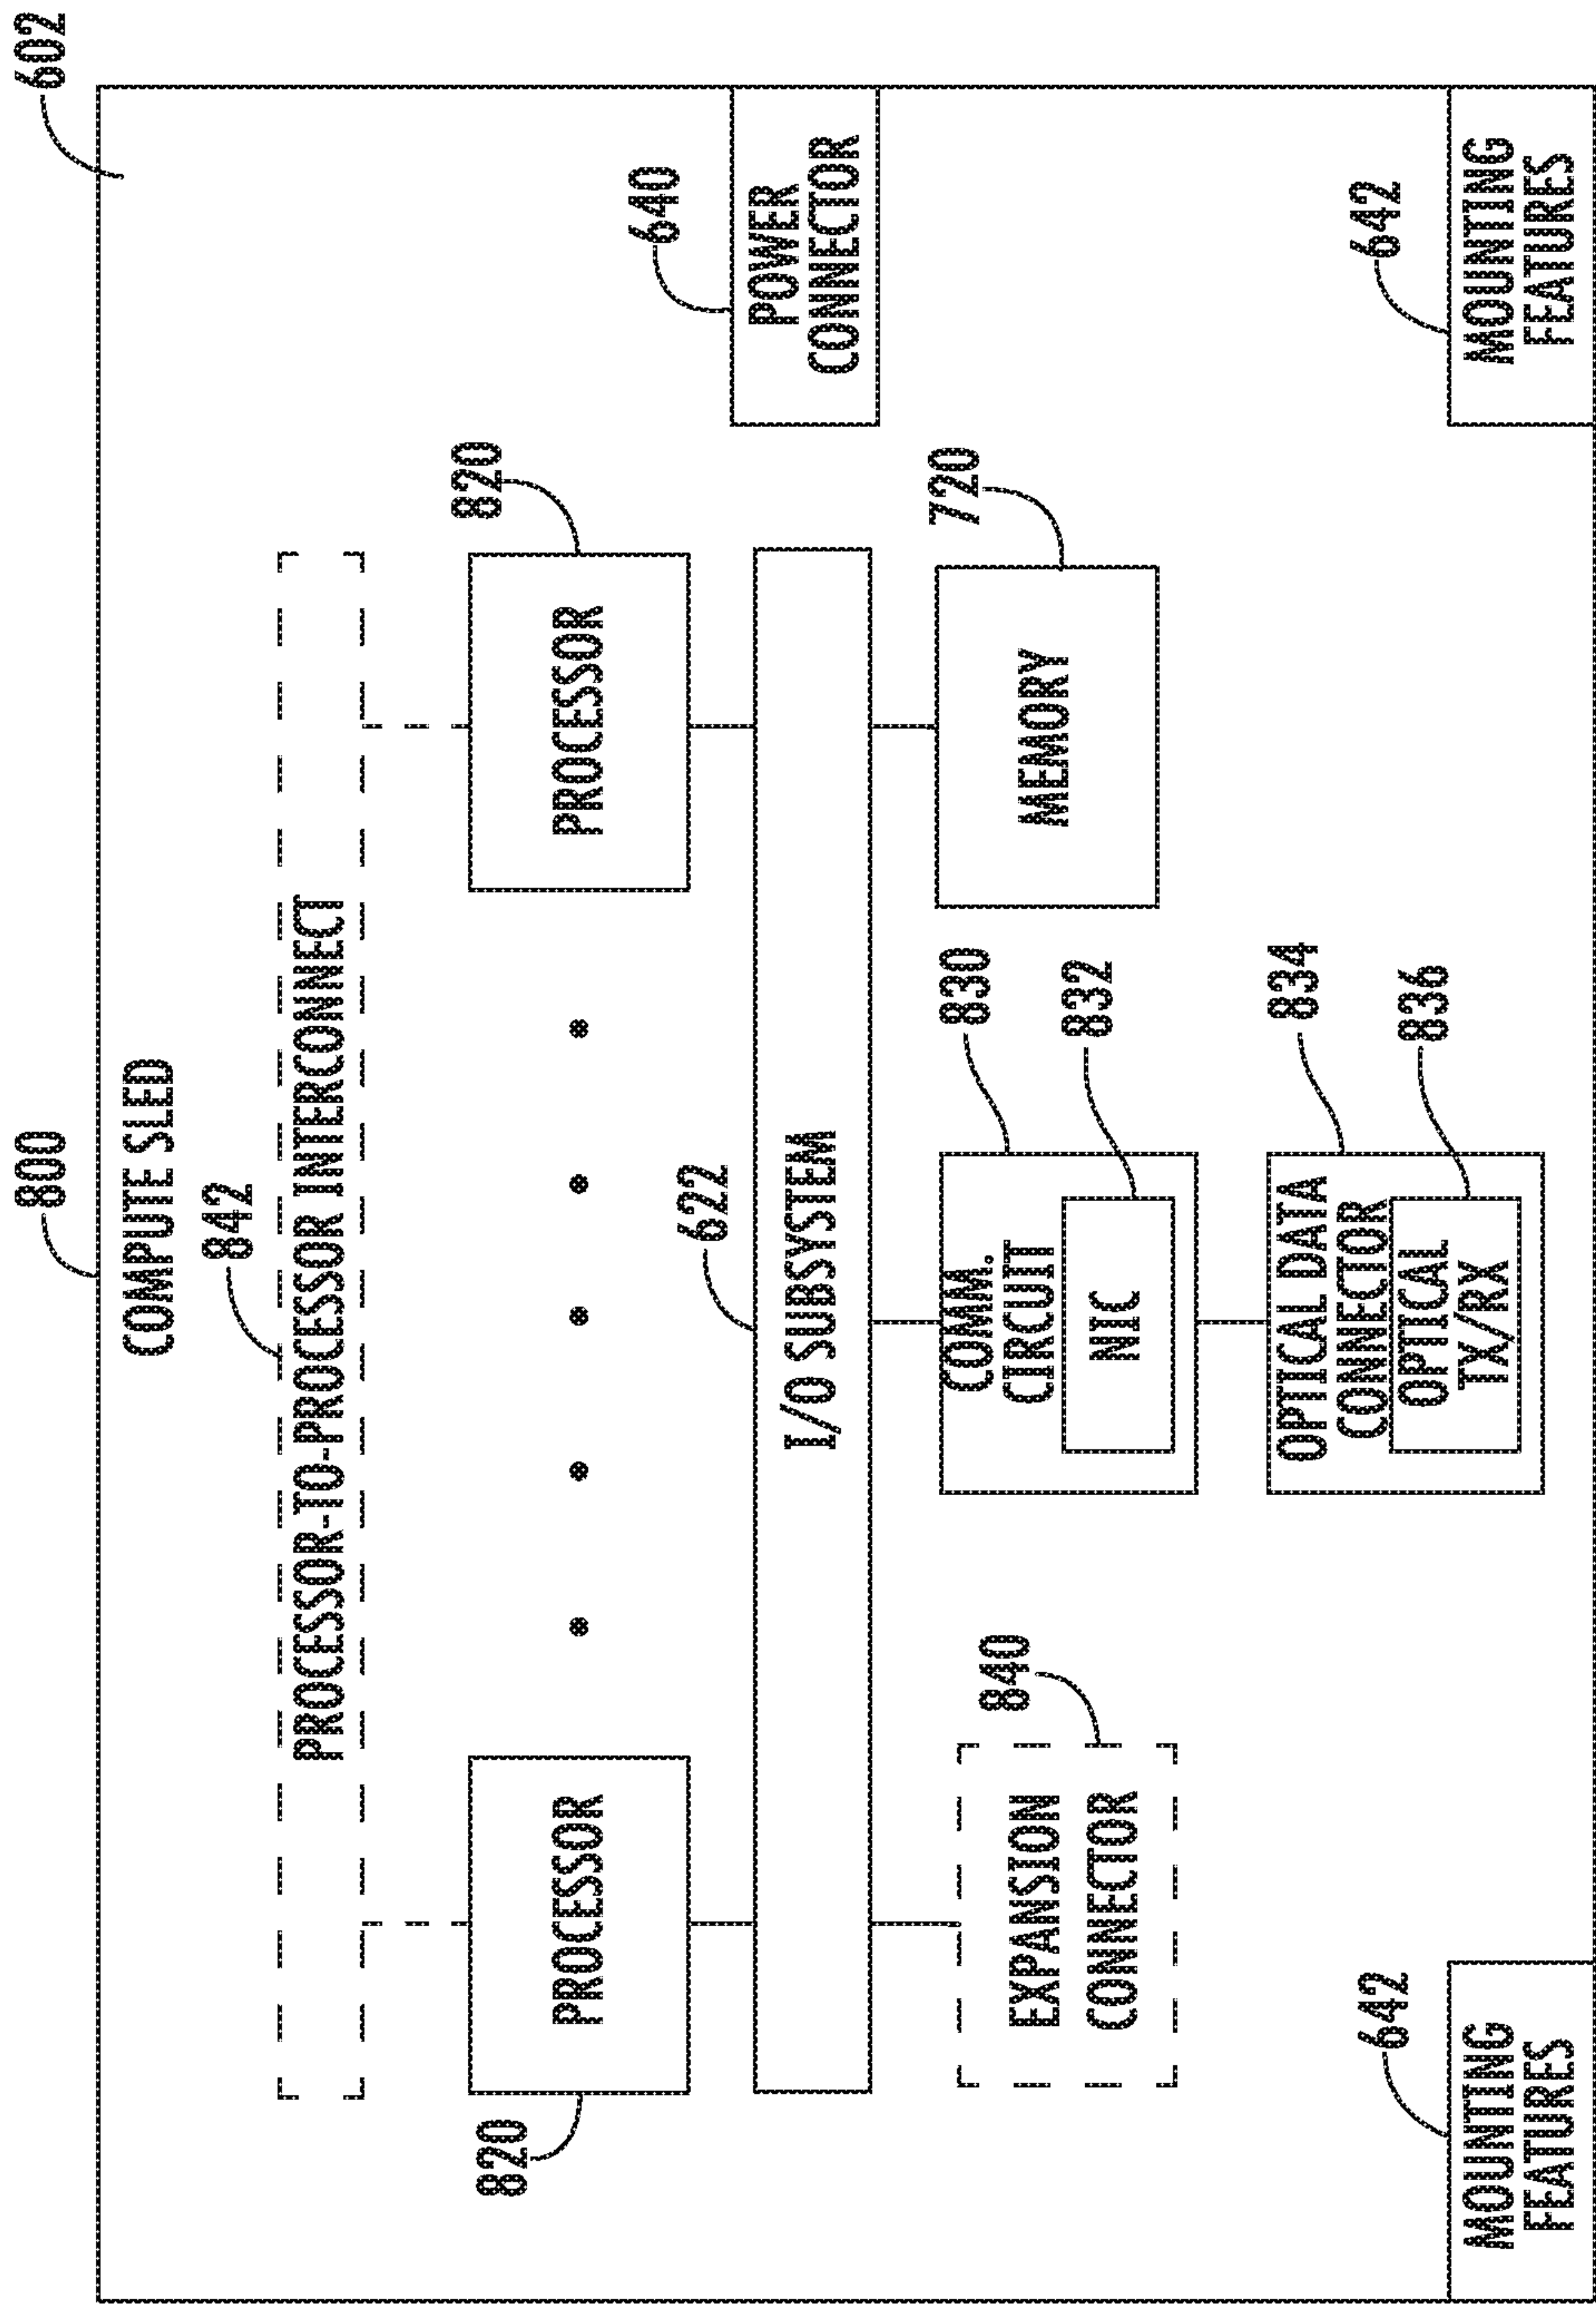 800
602
COMPUTE SLED
842
PROCESSOR-TO-PROCESSOR INTERCONNECT
820
PROCESSOR
820
PROCESSOR
640
POWER
CONNECTOR
622
I/O SUBSYSTEM
840
EXPANSION
CONNECTOR
830
COMM.
CIRCUIT
832
NIC
720
MEMORY
834
OPTICAL DATA
CONNECTOR
836
OPTICAL
TX/RX
642
MOUNTING
FEATURES
642
MOUNTING
FEATURES